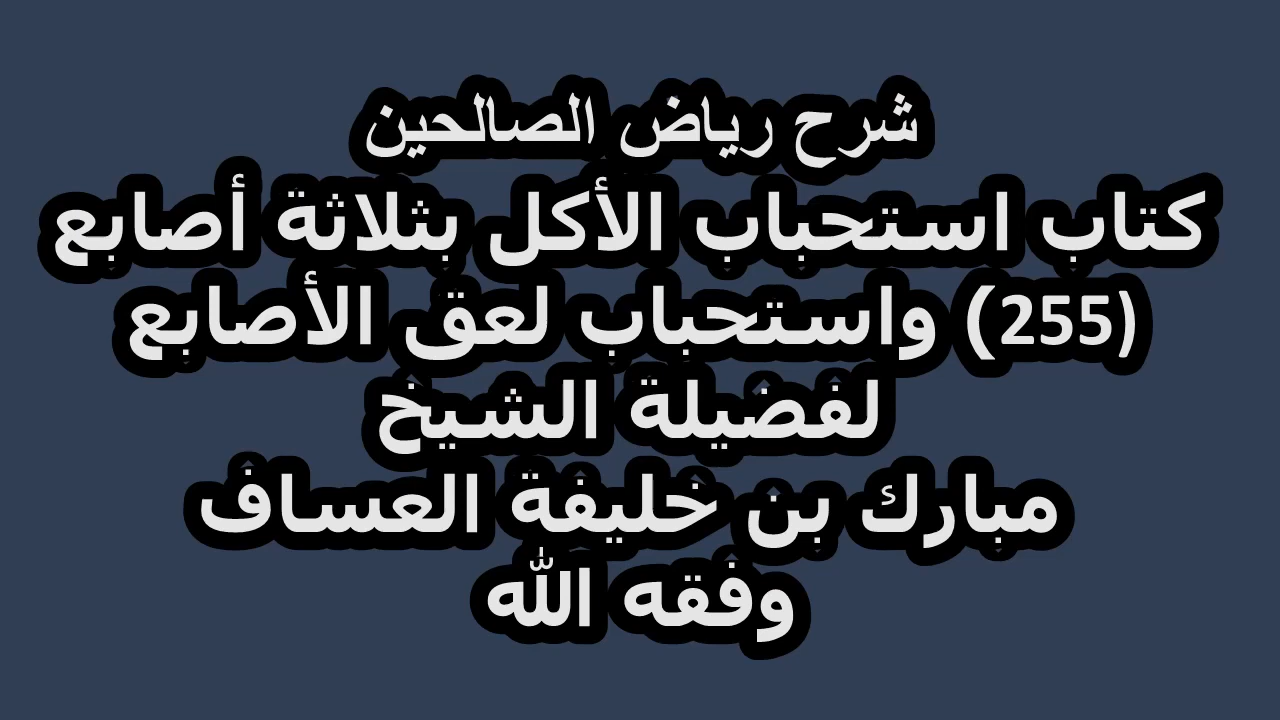 شرح رياض الصالحين
كتاب استحباب الأكل بثلاثة أصابع
(255) واستحباب لعق الأصابع
لفضيلة الشيخ
مبارك بن خليفة العساف
وفقه الله